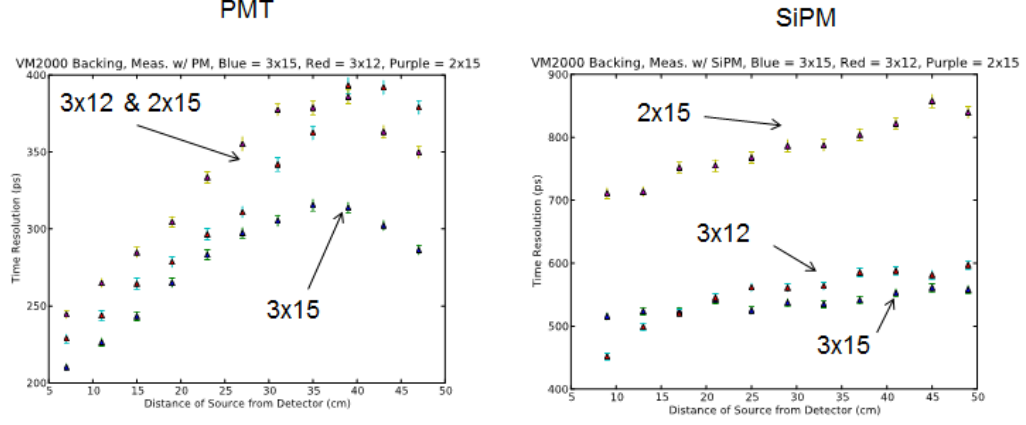 PMT
VM2000 Backing, Meas. w/ PM, Blue = 3x15, Red = 3x12, Purple = 2x15
400
350
300
250
200
5 10 15 20 25 30 35 40 45 50
Time Resolution (ps)
Distance of Source from Detector (cm)
3x12 & 2x15
3x15
SiPM
VM2000 Backing, Meas. w/ SiPM, Blue = 3x15, Red = 3x12, Purple = 2x15
900
800
700
600
500
400
5 10 15 20 25 30 35 40 45 50
Time Resolution (ps)
Distance of Source from Detector (cm)
2x15
3x12
3x15